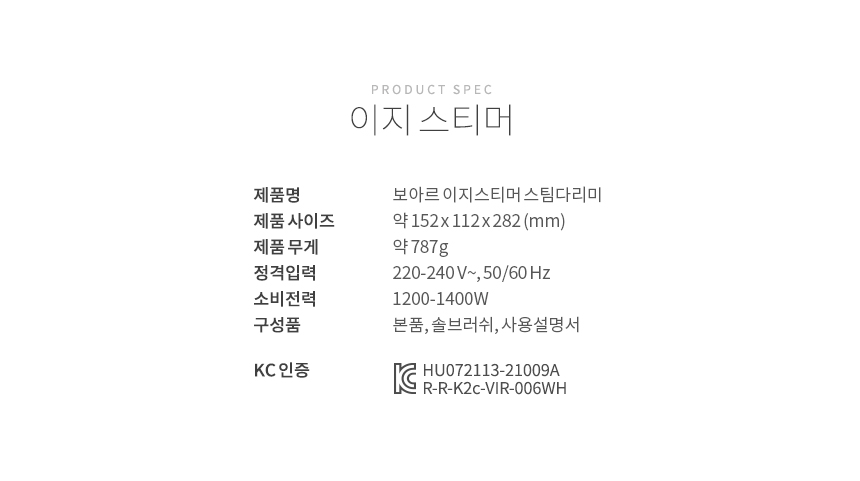 PRODUCT SPEC
이지 스티머
제품명 보아르 이지스티머 스팀다리미
제품 사이즈 약 152 x 112 x 282 (mm)
제품 무게 약 787g
정격입력 220-240 V~, 50/60 Hz
소비전력 1200-1400W
구성품 본품, 솔브러쉬, 사용설명서
KC 인증 HU072113-21009A
R-R-K2c-VIR-006WH